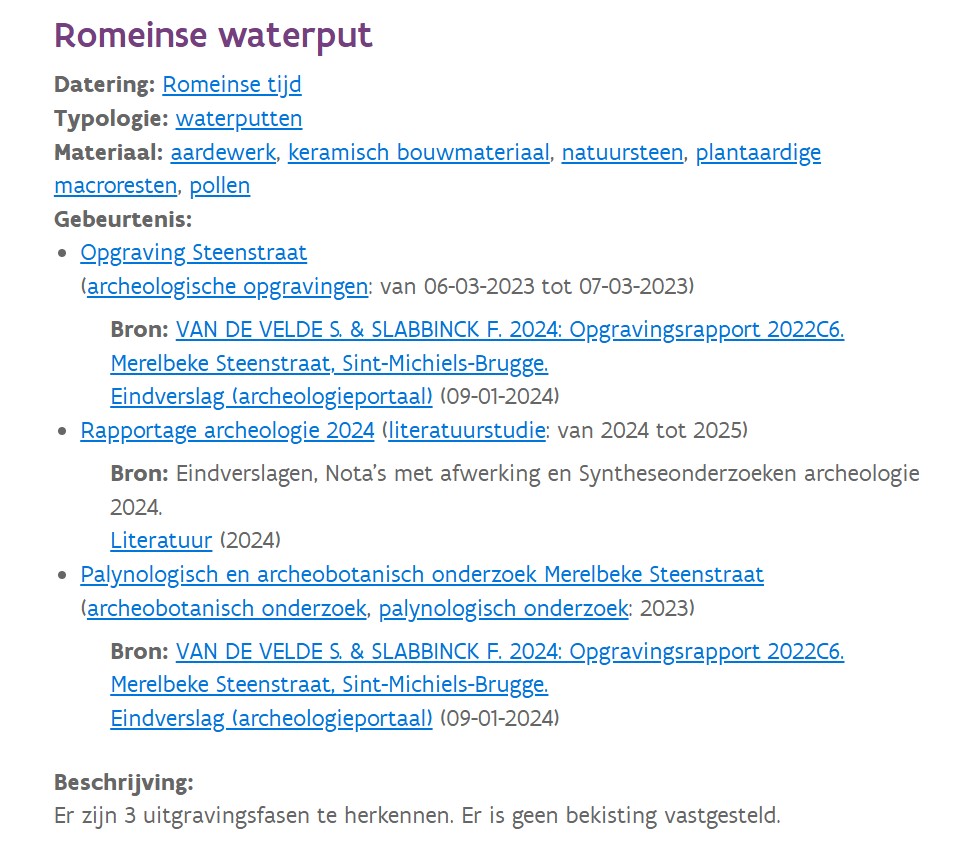 Romeinse waterput
Datering: Romeinse tijd
Typologie: waterputten
Materiaal: aardewerk, keramisch bouwmateriaal, natuursteen, plantaardige
macroresten, pollen
Gebeurtenis:
• Opgraving Steenstraat
(archeologische opgravingen: van 06-03-2023 tot 07-03-2023)
Bron: VAN DE VELDE S. & SLABBINCK F. 2024: Opgravingsrapport 2022C6.
Merelbeke Steenstraat, Sint-Michiels-Brugge.
Eindverslag (archeologieportaal) (09-01-2024)
• Rapportage archeologie 2024 (literatuurstudie: van 2024 tot 2025)
Bron: Eindverslagen, Nota's met afwerking en Syntheseonderzoeken archeologie
2024.
Literatuur (2024)
• Palynologisch en archeobotanisch onderzoek Merelbeke Steenstraat
(archeobotanisch onderzoek, palynologisch onderzoek: 2023)
Bron: VAN DE VELDE S. & SLABBINCK F. 2024: Opgravingsrapport 2022C6.
Merelbeke Steenstraat, Sint-Michiels-Brugge.
Eindverslag (archeologieportaal) (09-01-2024)
Beschrijving:
Er zijn 3 uitgravingsfasen te herkennen. Er is geen bekisting vastgesteld.